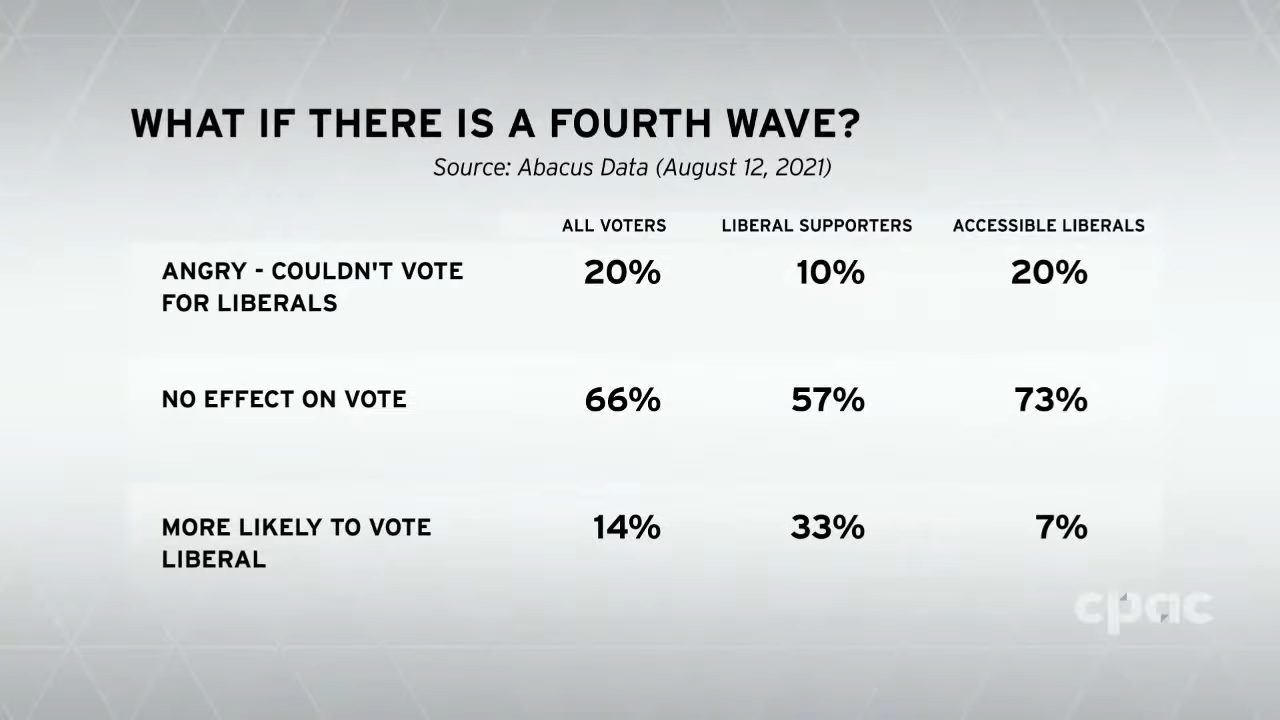 WHAT IF THERE IS A FOURTH WAVE?
Source: Abacus Data (August 12, 2021)
ALL VOTERS LIBERAL SUPPORTERS ACCESSIBLE LIBERALS
ANGRY - COULDN'T VOTE 20% 10% 20%
FOR LIBERALS
NO EFFECT ON VOTE 66% 57% 73%
MORE LIKELY TO VOTE 14% 33% 7%
LIBERAL
cpac